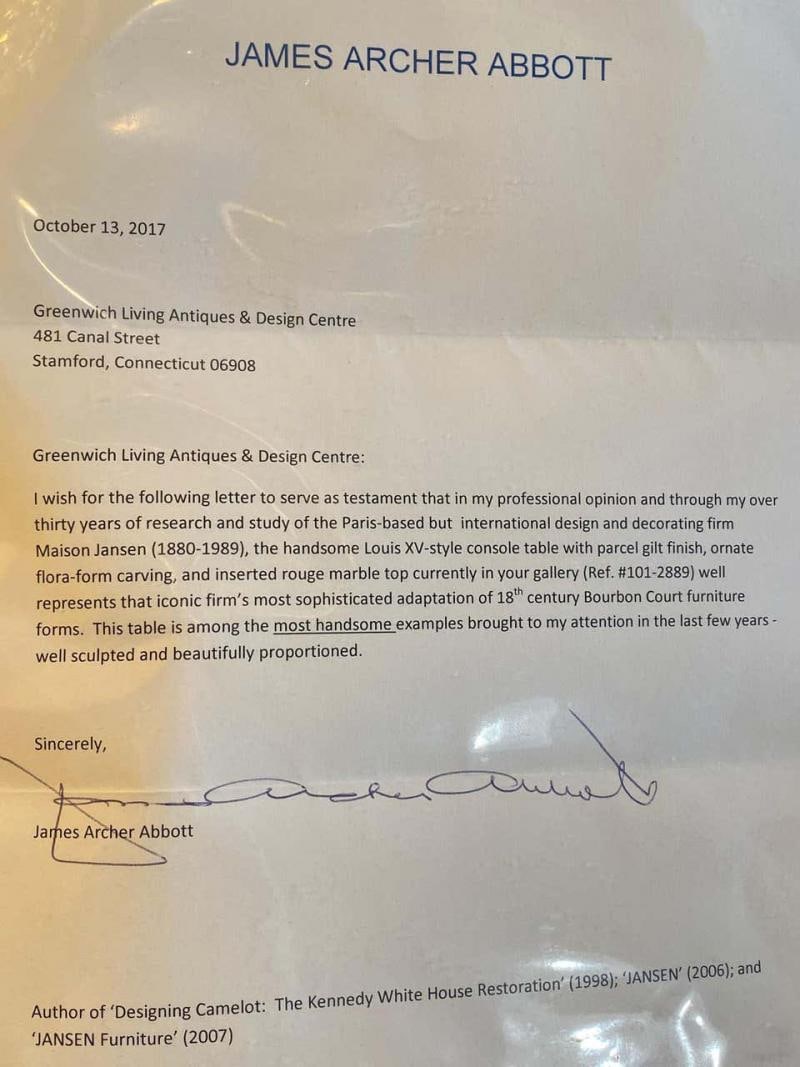 JAMES ARCHER ABBOTT
October 13, 2017
Greenwich Living Antiques & Design Centre
481 Canal Street
Stamford, Connecticut 06908
Greenwich Living Antiques & Design Centre:
I wish for the following letter to serve as testament that in my professional opinion and through my over
thirty years of research and study of the Paris-based but international design and decorating firm
Maison Jansen (1880-1989), the handsome Louis XV-style console table with parcel gilt finish, ornate
flora-form carving, and inserted rouge marble top currently in your gallery (Ref. #101-2889) well
represents that iconic firm's most sophisticated adaptation of 18th century Bourbon Court furniture
forms. This table is among the most handsome examples brought to my attention in the last few years -
well sculpted and beautifully proportioned.
Sincerely,
James Archer Abbott
James Archer Abbott
Author of 'Designing Camelot: The Kennedy White House Restoration' (1998); 'JANSEN' (2006); and
'JANSEN Furniture' (2007)